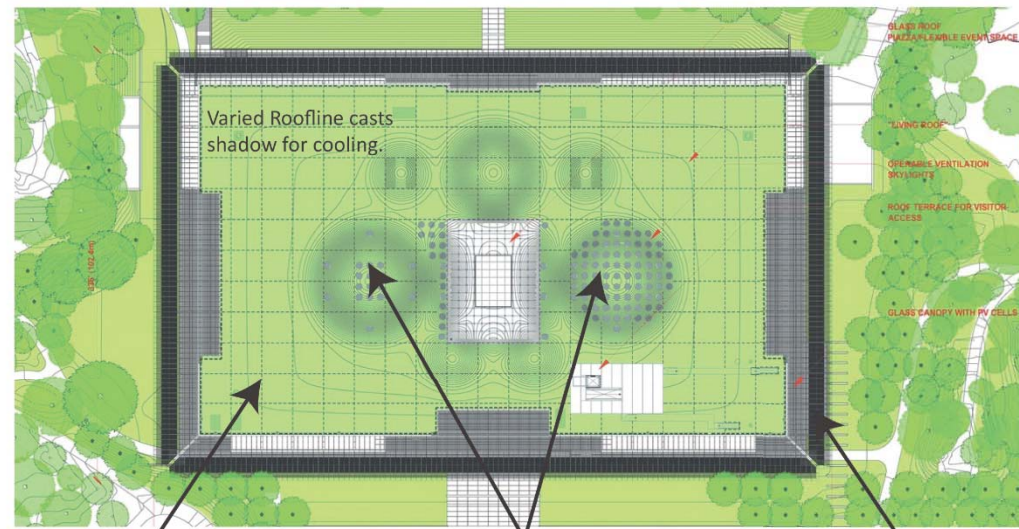 Varied Roofline casts
shadow for cooling.
GLASS ROOF
PIAZZA/FLEXIBLE EVENT SPACE
"LIVING ROOF"
OPERABLE VENTILATION
SKYLIGHTS
ROOF TERRACE FOR VISITOR
ACCESS
GLASS CANOPY WITH PV CELLS